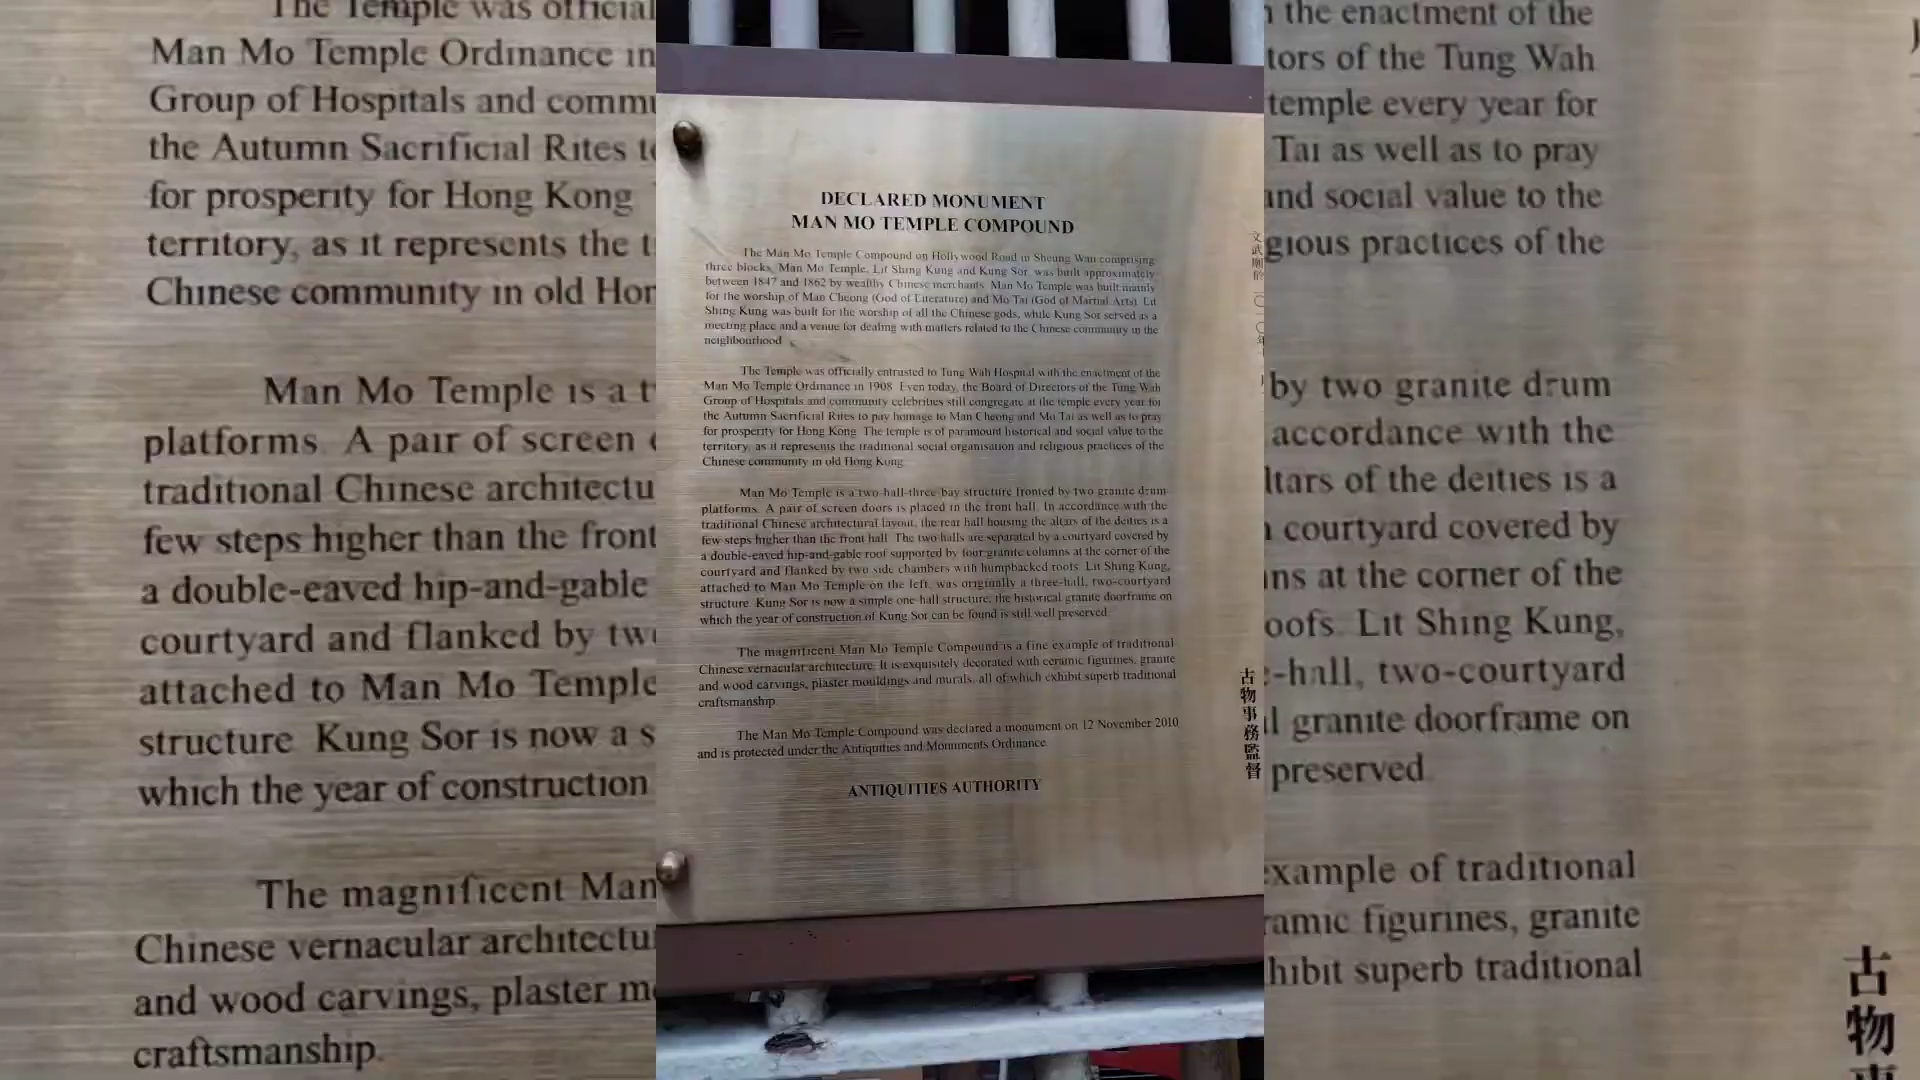 DECLARED MONUMENT
MAN MO TEMPLE COMPOUND
The Man Mo Temple Compound on Hollywood Road in Sheung Wan comprising
three blocks, Man Mo Temple, Lit Shing Kung and Kung Sor, was built approximately
between 1847 and 1862 by wealthy Chinese merchants. Man Mo Temple was built mainly
for the worship of Man Cheong (God of Literature) and Mo Tai (God of Martial Arts). Lit
Shing Kung was built for the worship of all the Chinese gods, while Kung Sor served as a
meeting place and a venue for dealing with matters related to the Chinese community in the
neighbourhood
The Temple was officially entrusted to Tung Wah Hospital with the enactment of the
Man Mo Temple Ordinance in 1908. Even today, the Board of Directors of the Tung Wah
Group of Hospitals and community celebrities still congregate at the temple every year for
the Autumn Sacrificial Rites to pay homage to Man Cheong and Mo Tai as well as to pray
for prosperity for Hong Kong. The temple is of paramount historical and social value to the
territory, as it represents the traditional social organisation and religious practices of the
Chinese community in old Hong Kong
Man Mo Temple is a two-hall-three-bay structure fronted by two granite drum
platforms. A pair of screen doors is placed in the front hall. In accordance with the
traditional Chinese architectural layout, the rear hall housing the altars of the deities is a
few steps higher than the front hall. The two halls are separated by a courtyard covered by
a double-eaved hip-and-gable roof supported by four granite columns at the corner of the
courtyard and flanked by two side chambers with humpbacked roofs. Lit Shing Kung,
attached to Man Mo Temple on the left, was originally a three-hall, two-courtyard
structure. Kung Sor is now a simple one-hall structure, the historical granite doorframe on
which the year of construction of Kung Sor can be found is still well preserved.
The magnificent Man Mo Temple Compound is a fine example of traditional
Chinese vernacular architecture. It is exquisitely decorated with ceramic figurines, granite
and wood carvings, plaster mouldings and murals, all of which exhibit superb traditional
craftsmanship.
The Man Mo Temple Compound was declared a monument on 12 November 2010
and is protected under the Antiquities and Monuments Ordinance
ANTIQUITIES AUTHORITY
古物事務監督